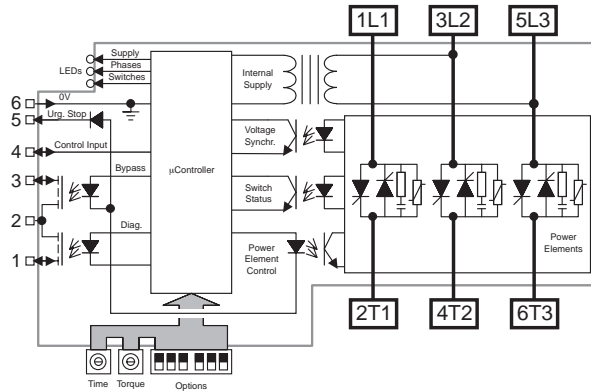 1L1 3L2 5L3
Supply
LEDs Phases
Switches
Internal
Supply
6 0V
5 Urg. Stop
4 Control Input
Voltage
Synchr.
3 Bypass
µController
Switch
Status
2
Diag.
1
Power
Element
Control
Power
Elements
2T1 4T2 6T3
Time Torque Options